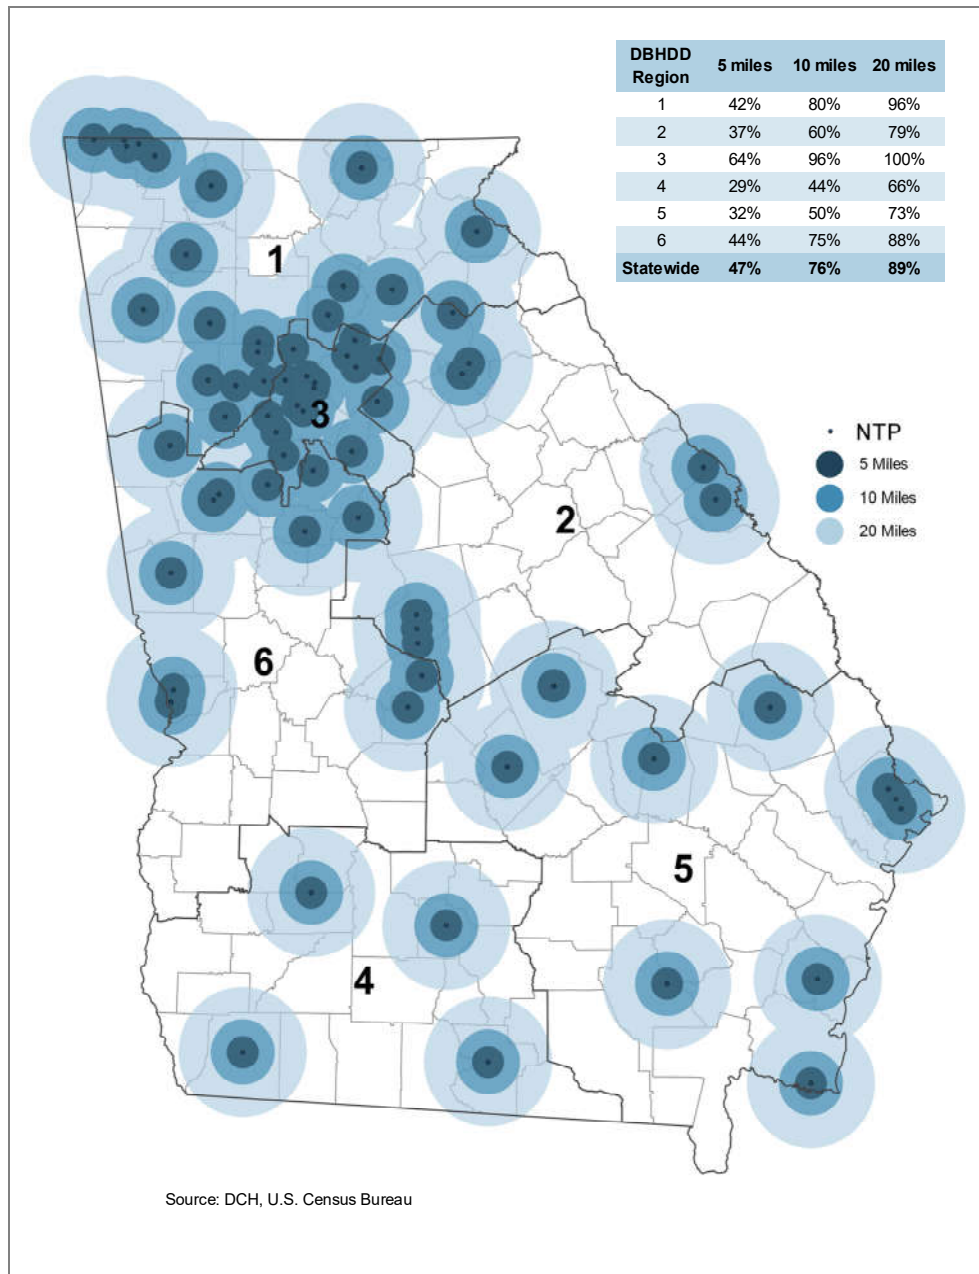 DBHDD Region 5 miles 10 miles 20 miles
1 42% 80% 96%
2 37% 60% 79%
3 64% 96% 100%
4 29% 44% 66%
5 32% 50% 73%
6 44% 75% 88%
Statewide 47% 76% 89%
1
3
NTP
5 Miles
10 Miles
20 Miles
2
6
5
4
Source: DCH, U.S. Census Bureau